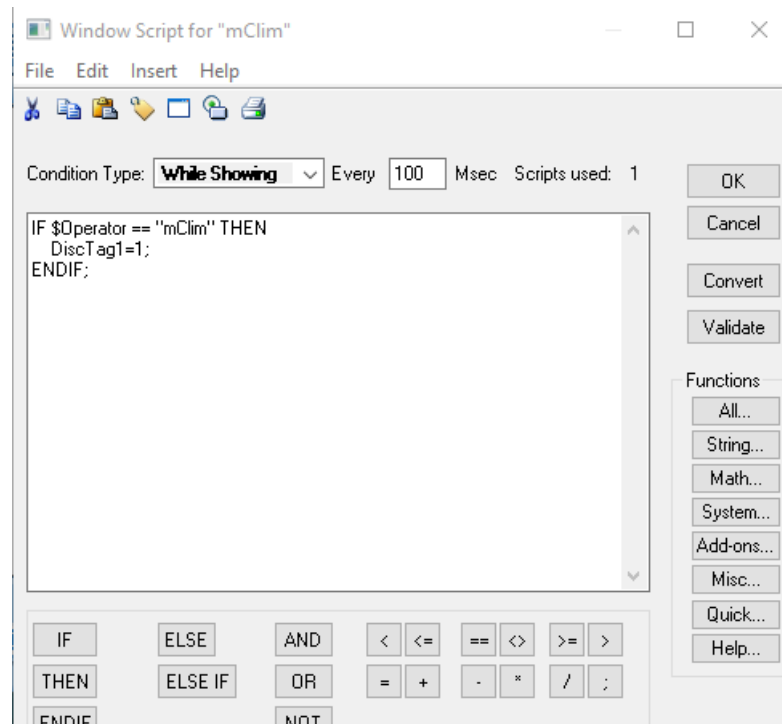 Window Script for "mClim"
File Edit Insert Help
Condition Type: While Showing Every 100 Msec Scripts used: 1
OK
Cancel
Convert
Validate
IF $Operator == "mClim" THEN
DiscTag1=1;
ENDIF;
Functions
All...
String...
Math...
System...
Add-ons...
Misc...
Quick...
Help...
IF ELSE AND < <= == <> >= >
THEN ELSE IF OR = + - * / ;
ENDIF NOT